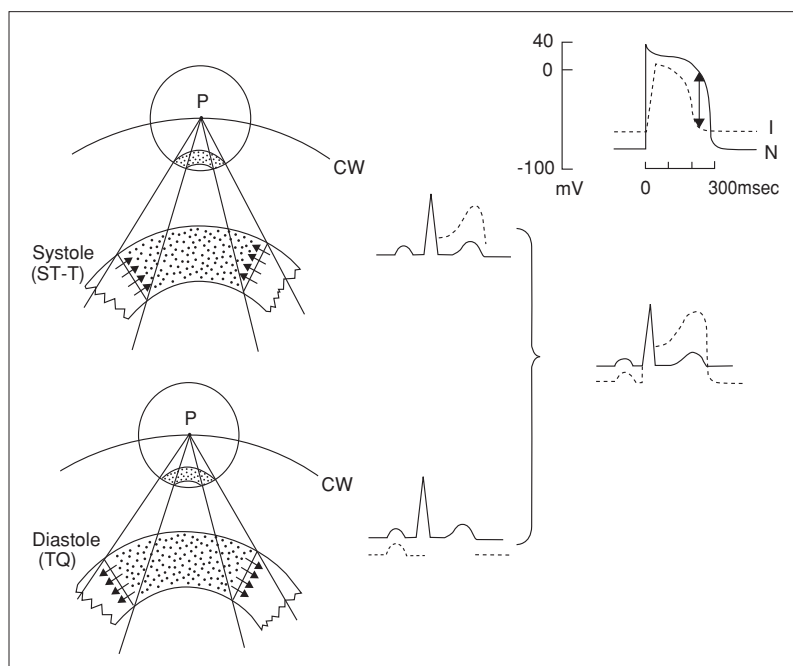 P
CW
Systole
(ST-T)
40
0
-100
mV
I
N
0 300msec
P
CW
Diastole
(TQ)